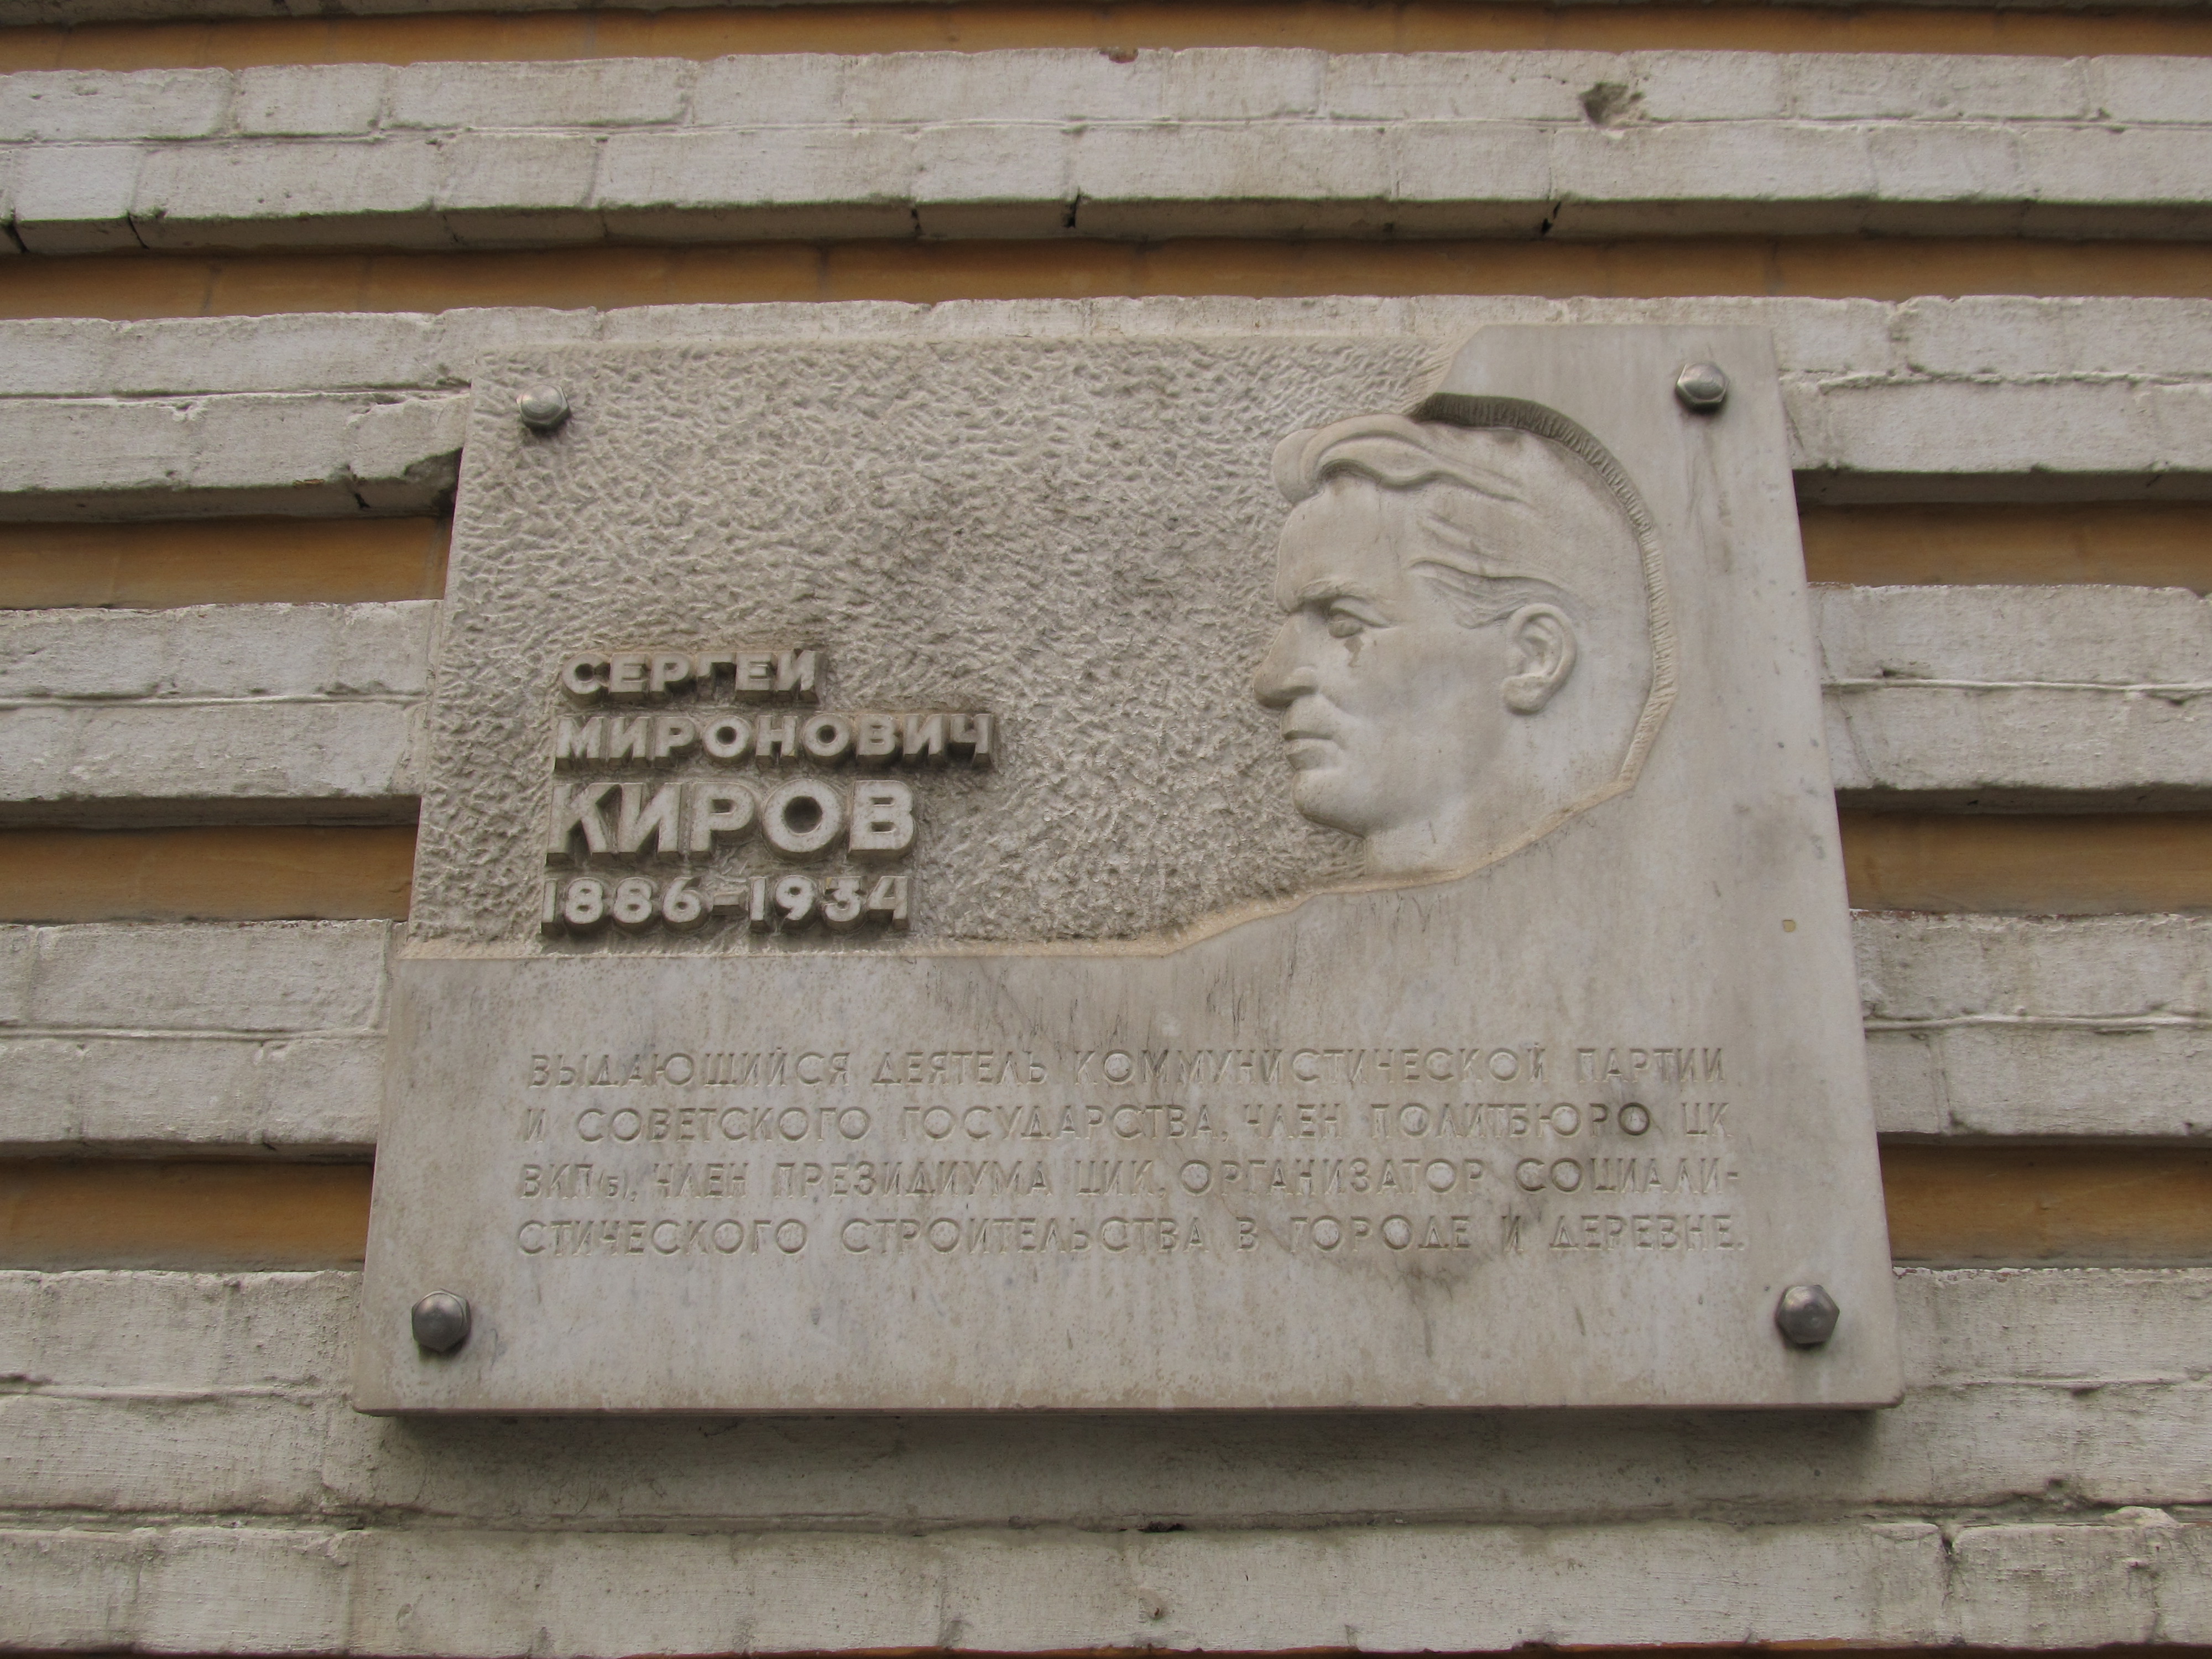 СЕРГЕЙ
МИРОНОВИЧ
КИРОВ
1886-1934
ВЫДАЮЩИЙСЯ ДЕЯТЕЛЬ КОММУНИСТИЧЕСКОЙ ПАРТИИ
И СОВЕТСКОГО ГОСУДАРСТВА, ЧЛЕН ПОЛИТБЮРО ЦК
ВКП(б), ЧЛЕН ПРЕЗИДИУМА ЦИК, ОРГАНИЗАТОР СОЦИАЛИ-
СТИЧЕСКОГО СТРОИТЕЛЬСТВА В ГОРОДЕ И ДЕРЕВНЕ.